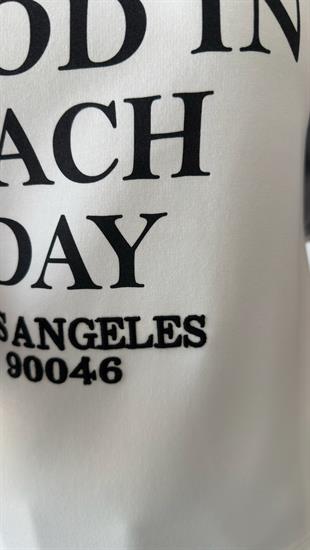 OD IN
ACH
DAY
S ANGELES
90046